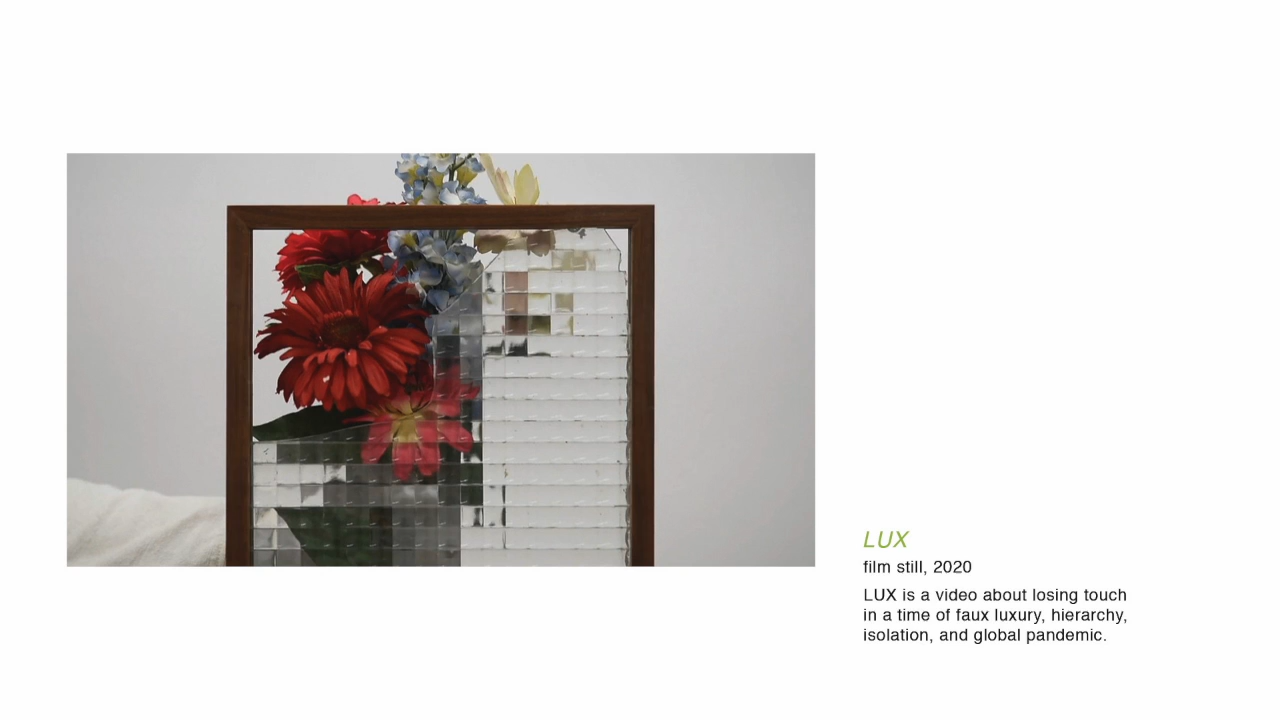 LUX
film still, 2020
LUX is a video about losing touch
in a time of faux luxury, hierarchy,
isolation, and global pandemic.